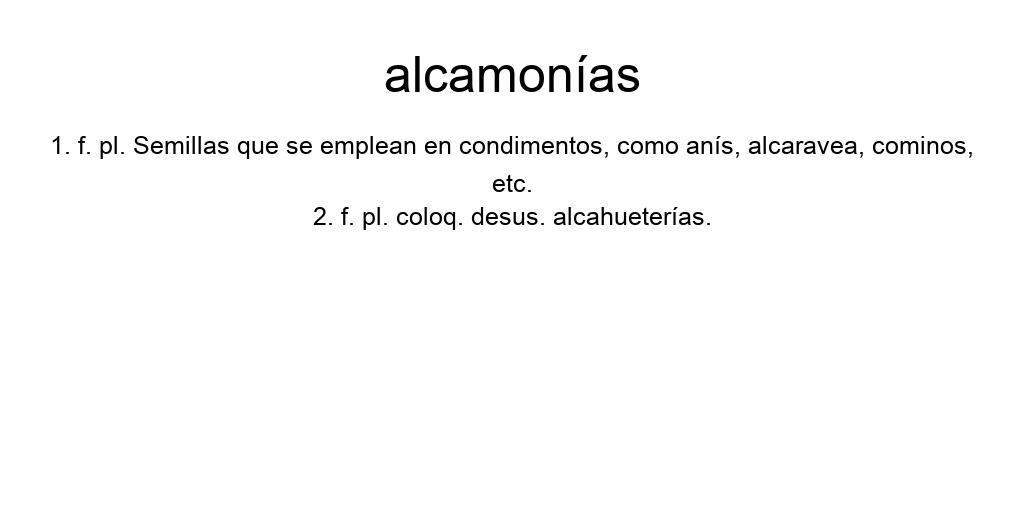 alcamonías
1. f. pl. Semillas que se emplean en condimentos, como anís, alcaravea, cominos,
etc.
2. f. pl. coloq. desus. alcahueterías.